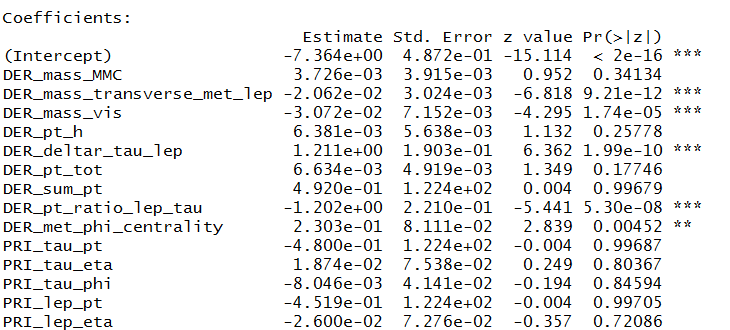 Coefficients:
Estimate Std. Error z value Pr(>|z|)
(Intercept) -7.364e+00 4.872e-01 -15.114 < 2e-16 ***
DER_mass_MMC 3.726e-03 3.915e-03 0.952 0.34134
DER_mass_transverse_met_lep -2.062e-02 3.024e-03 -6.818 9.21e-12 ***
DER_mass_vis -3.072e-02 7.152e-03 -4.295 1.74e-05 ***
DER_pt_h 6.381e-03 5.638e-03 1.132 0.25778
DER_deltar_tau_lep 1.211e+00 1.903e-01 6.362 1.99e-10 ***
DER_pt_tot 6.634e-03 4.919e-03 1.349 0.17746
DER_sum_pt 4.920e-01 1.224e+02 0.004 0.99679
DER_pt_ratio_lep_tau -1.202e+00 2.210e-01 -5.441 5.30e-08 ***
DER_met_phi_centrality 2.303e-01 8.111e-02 2.839 0.00452 **
PRI_tau_pt -4.800e-01 1.224e+02 -0.004 0.99687
PRI_tau_eta 1.874e-02 7.538e-02 0.249 0.80367
PRI_tau_phi -8.046e-03 4.141e-02 -0.194 0.84594
PRI_lep_pt -4.519e-01 1.224e+02 -0.004 0.99705
PRI_lep_eta -2.600e-02 7.276e-02 -0.357 0.72086